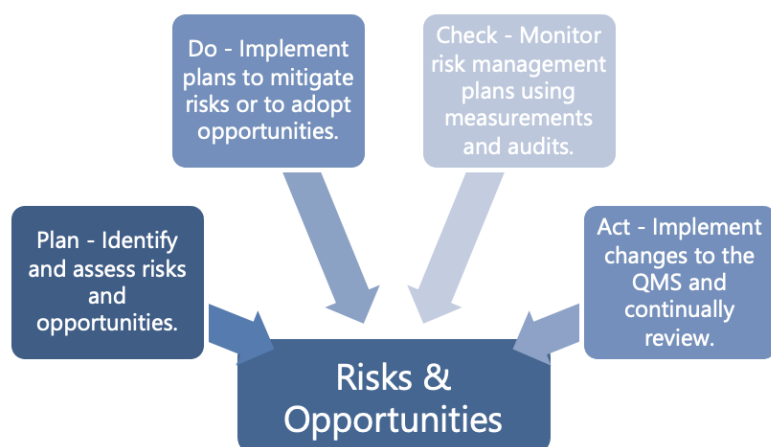 Do - Implement
plans to mitigate
risks or to adopt
opportunities.
Check - Monitor
risk management
plans using
measurements
and audits.
Plan - Identify
and assess risks
and
opportunities.
Act - Implement
changes to the
QMS and
continually
review.
Risks &
Opportunities